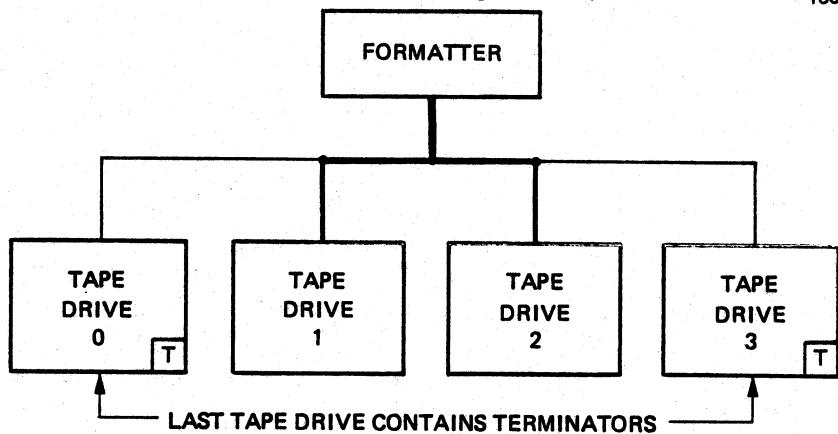 FORMATTER
TAPE DRIVE 0
T
TAPE DRIVE 1
TAPE DRIVE 2
TAPE DRIVE 3
T
LAST TAPE DRIVE CONTAINS TERMINATORS